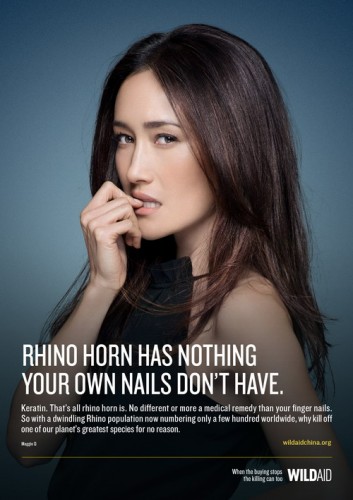 RHINO HORN HAS NOTHING
YOUR OWN NAILS DON'T HAVE.
Keratin. That's all rhino horn is. No different or more a medical remedy than your finger nails.
So with a dwindling Rhino population now numbering only a few hundred worldwide, why kill off
one of our planet's greatest species for no reason.
Maggie Q
wildaidchina.org
When the buying stops
the killing can too
WILDAID